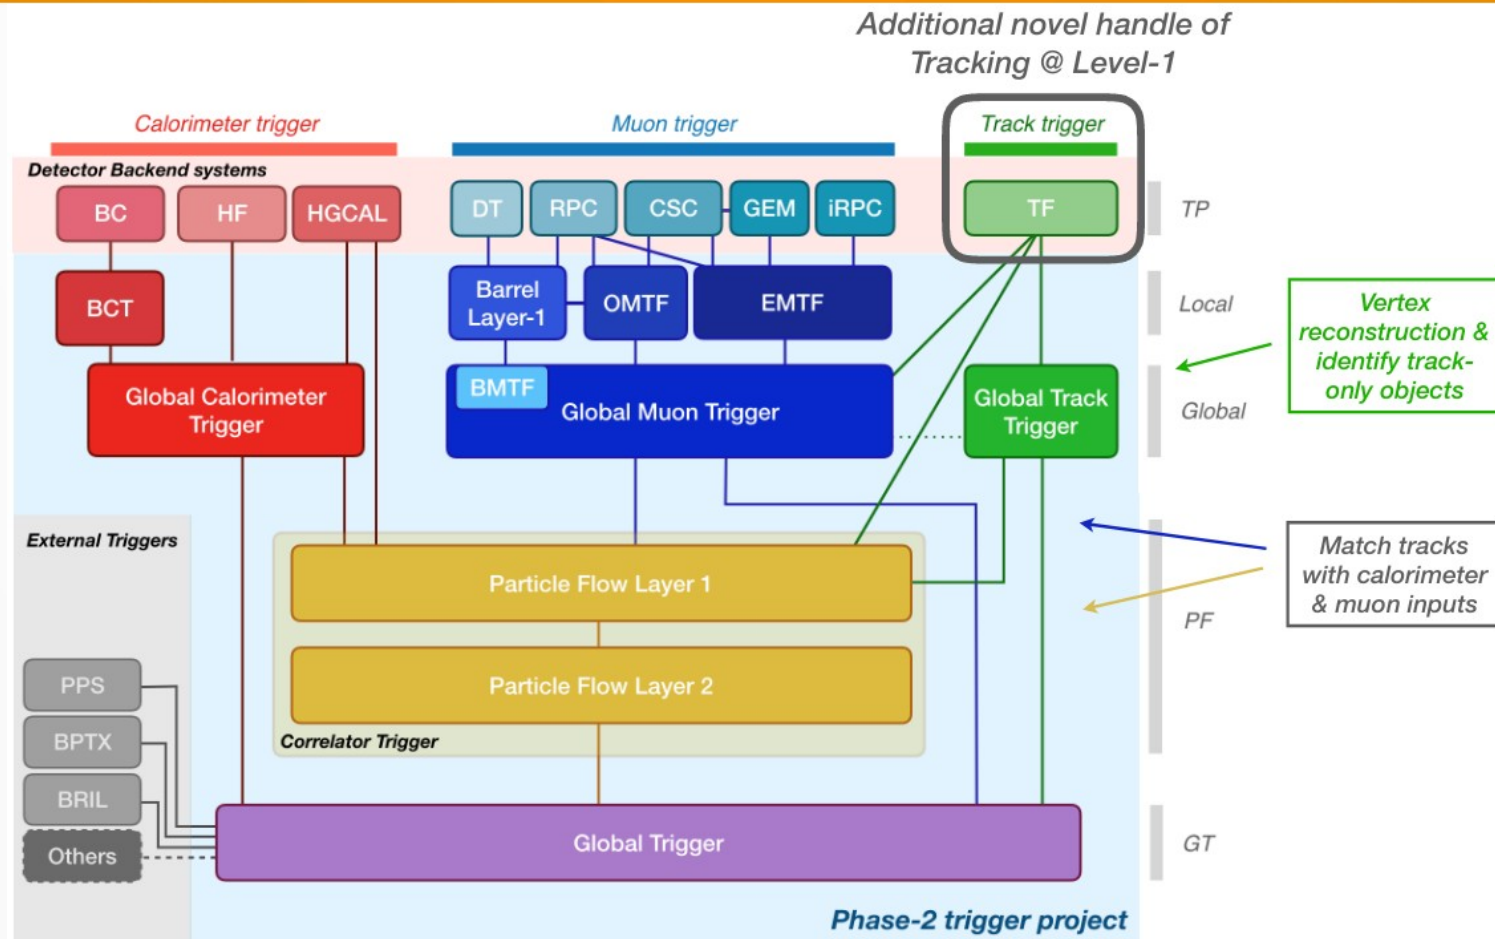 Additional novel handle of
Tracking @ Level-1
Calorimeter trigger
Muon trigger
Track trigger
Detector Backend systems
BC
HF
HGCAL
DT
RPC
CSC
GEM
iRPC
TF
TP
BCT
Barrel
Layer-1
OMTF
EMTF
Local
Vertex
reconstruction &
identify track-
only objects
Global Calorimeter
Trigger
BMTF
Global Muon Trigger
Global Track
Trigger
Global
External Triggers
Match tracks
with calorimeter
& muon inputs
Particle Flow Layer 1
PF
Particle Flow Layer 2
Correlator Trigger
PPS
BPTX
BRIL
Others
Global Trigger
GT
Phase-2 trigger project